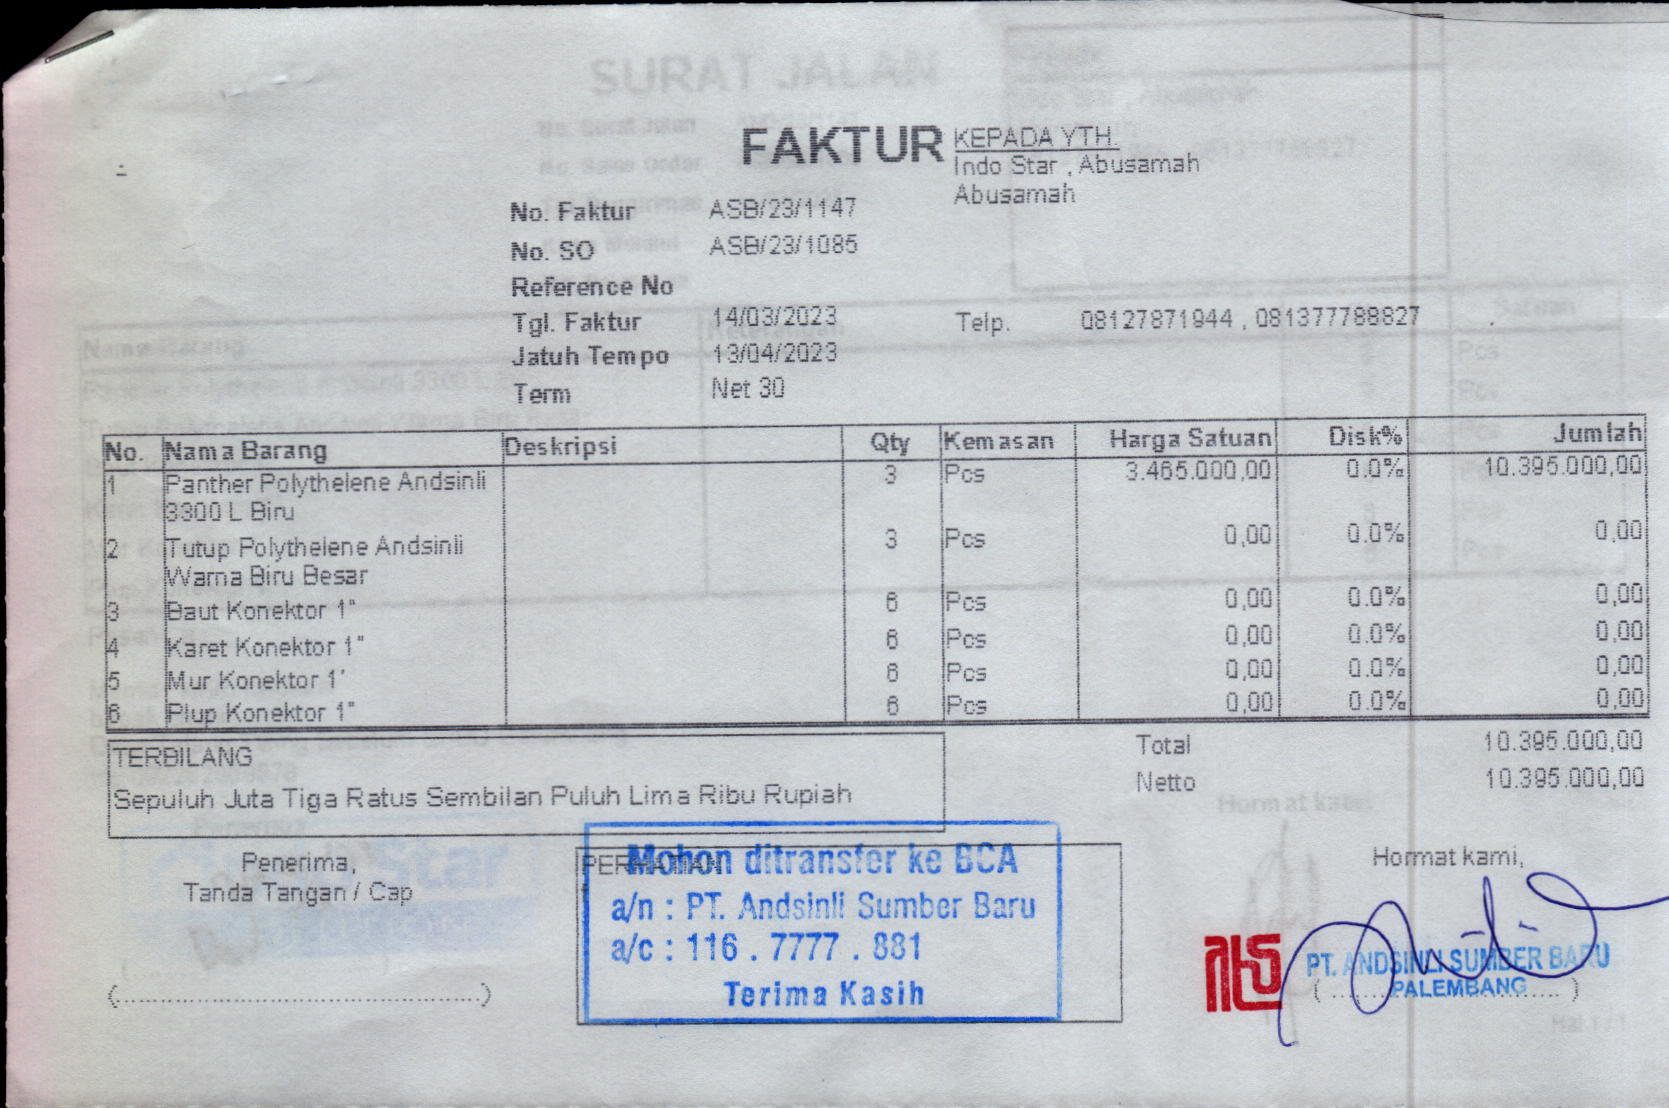 FAKTUR
KEPADA YTH.
Indo Star , Abusamah
Abusamah
No. Faktur ASB/23/1147
No. SO ASB/23/1085
Reference No
Tgl. Faktur 14/03/2023 Telp. 08127871944 , 081377788827
Jatuh Tempo 13/04/2023
Term Net 30
No. Nama Barang Deskripsi Qty Kemasan Harga Satuan Disk% Jumlah
1 Panther Polythelene Andsinli 3 Pcs 3.465.000,00 0.0% 10.395.000,00
3300 L Biru
2 Tutup Polythelene Andsinli 3 Pcs 0,00 0.0% 0,00
Warna Biru Besar
3 Baut Konektor 1" 6 Pcs 0,00 0.0% 0,00
4 Karet Konektor 1" 6 Pcs 0,00 0.0% 0,00
5 Mur Konektor 1' 6 Pcs 0,00 0.0% 0,00
6 Plup Konektor 1" 6 Pcs 0,00 0.0% 0,00
TERBILANG
Sepuluh Juta Tiga Ratus Sembilan Puluh Lima Ribu Rupiah
Total 10.395.000,00
Netto 10.395.000,00
Penerima,
Tanda Tangan / Cap
(.................................................)
Mohon ditransfer ke BCA
a/n : PT. Andsinli Sumber Baru
a/c : 116 . 7777 . 881
Terima Kasih
Hormat kami,
PT. ANDSINLI SUMBER BARU
PALEMBANG
SURAT JALAN